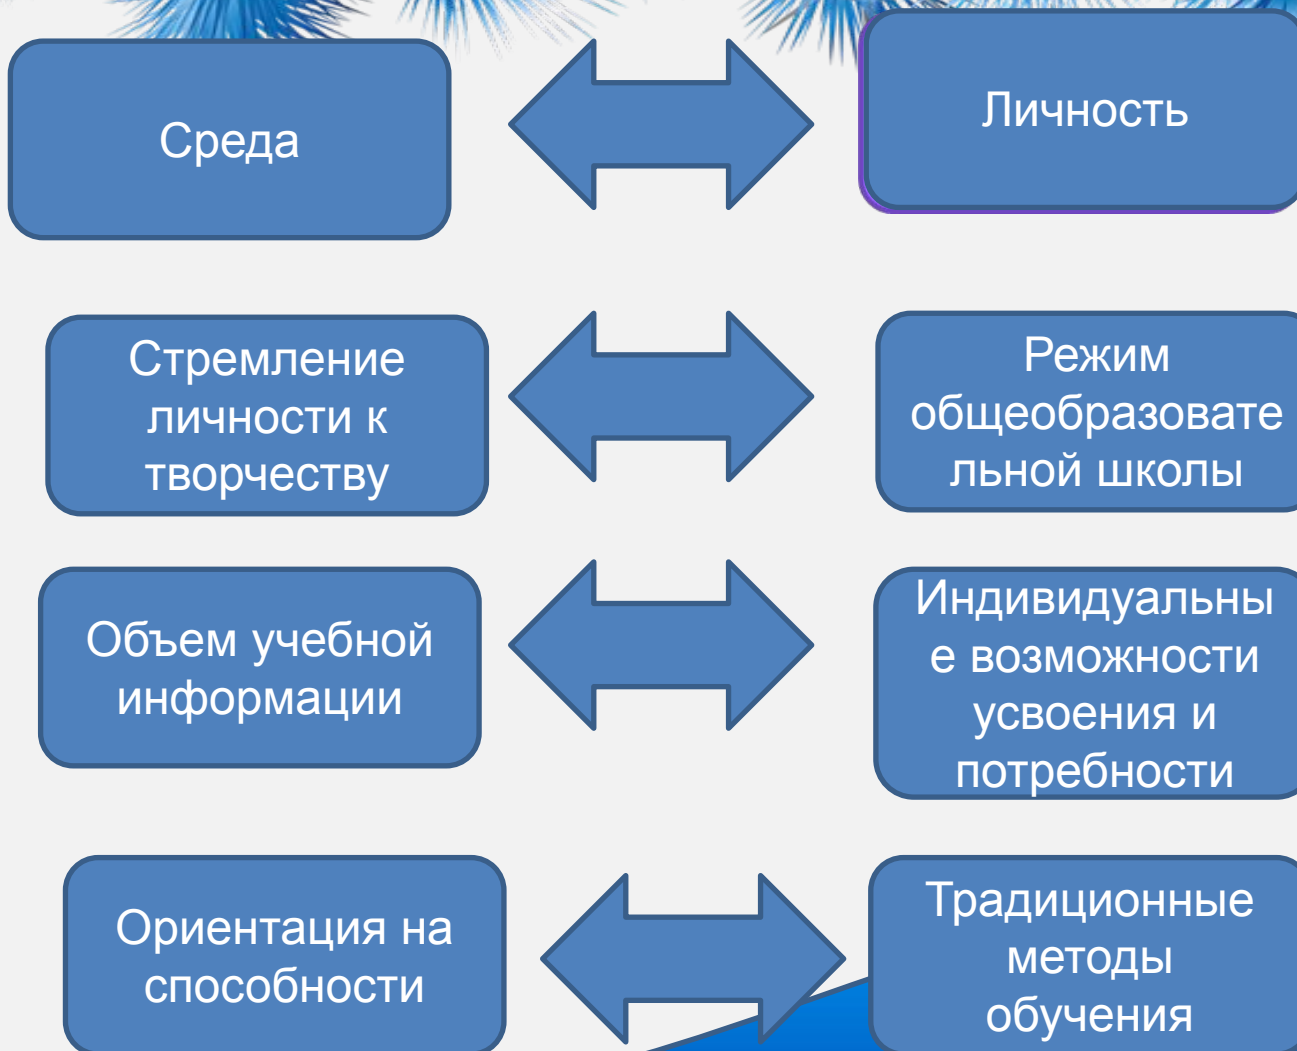 Среда
Личность
Стремление
личности к
творчеству
Режим
общеобразовате
льной школы
Объем учебной
информации
Индивидуальны
е возможности
усвоения и
потребности
Ориентация на
способности
Традиционные
методы
обучения